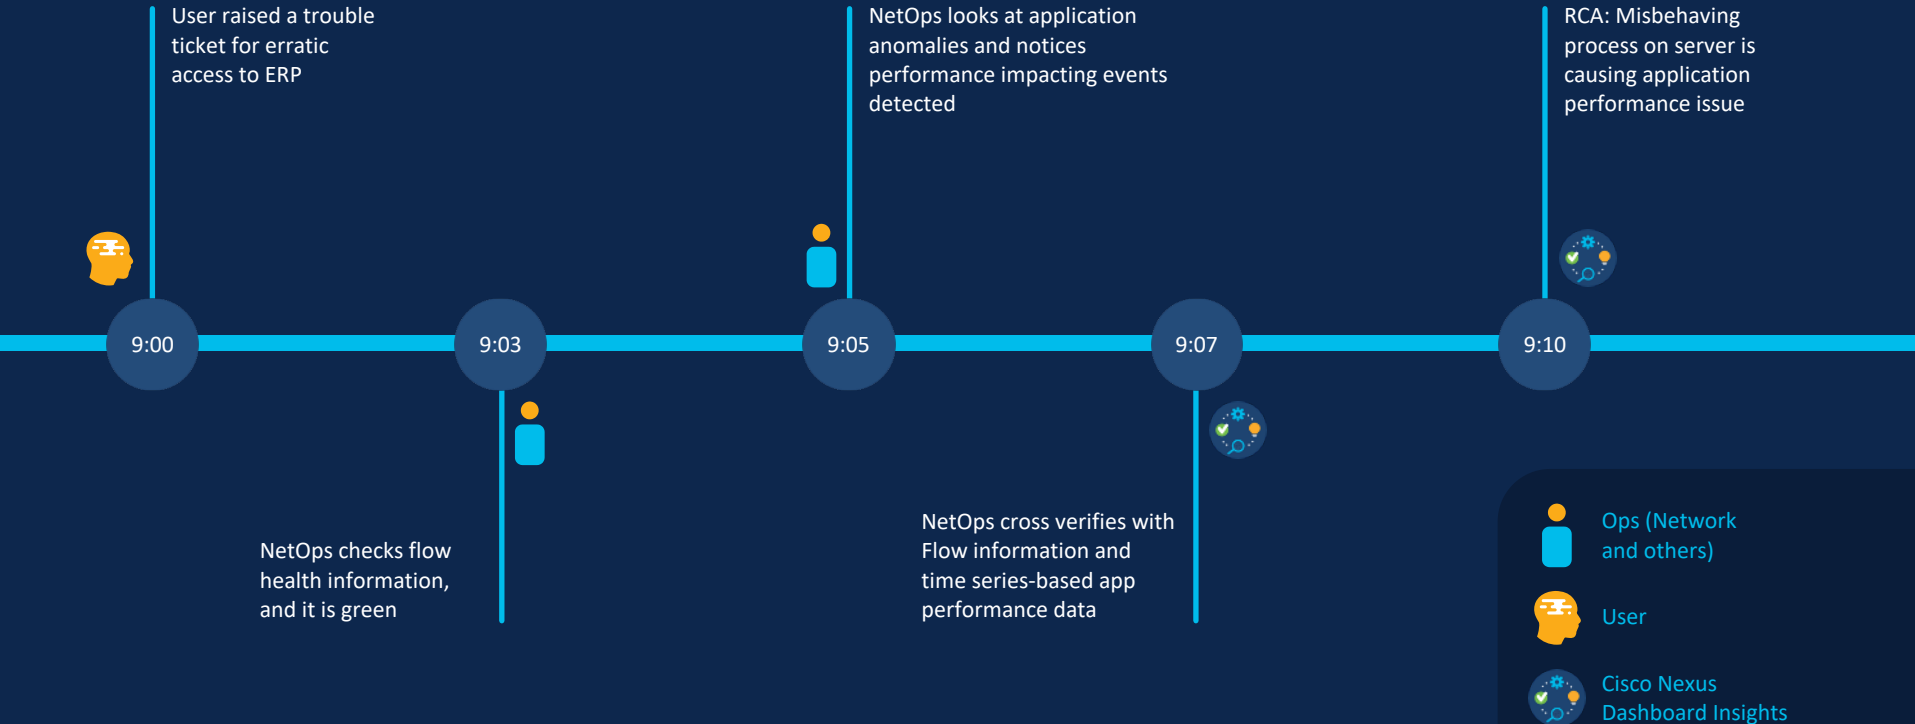 User raised a trouble
ticket for erratic
access to ERP
NetOps looks at application
anomalies and notices
performance impacting events
detected
RCA: Misbehaving
process on server is
causing application
performance issue
9:00
9:03
9:05
9:07
9:10
NetOps checks flow
health information,
and it is green
NetOps cross verifies with
Flow information and
time series-based app
performance data
Ops (Network
and others)
User
Cisco Nexus
Dashboard Insights